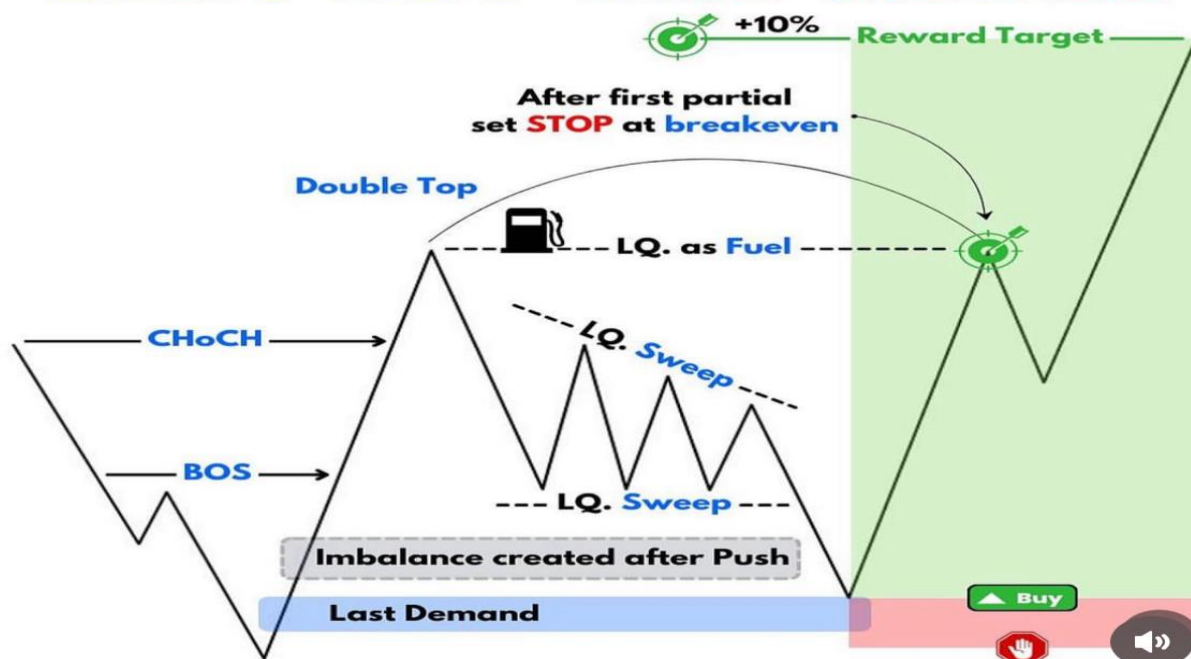 +10% Reward Target
After first partial
set STOP at breakeven
Double Top
LQ. as Fuel
LQ. Sweep
CHoCH
BOS
LQ. Sweep
Imbalance created after Push
Last Demand
Buy